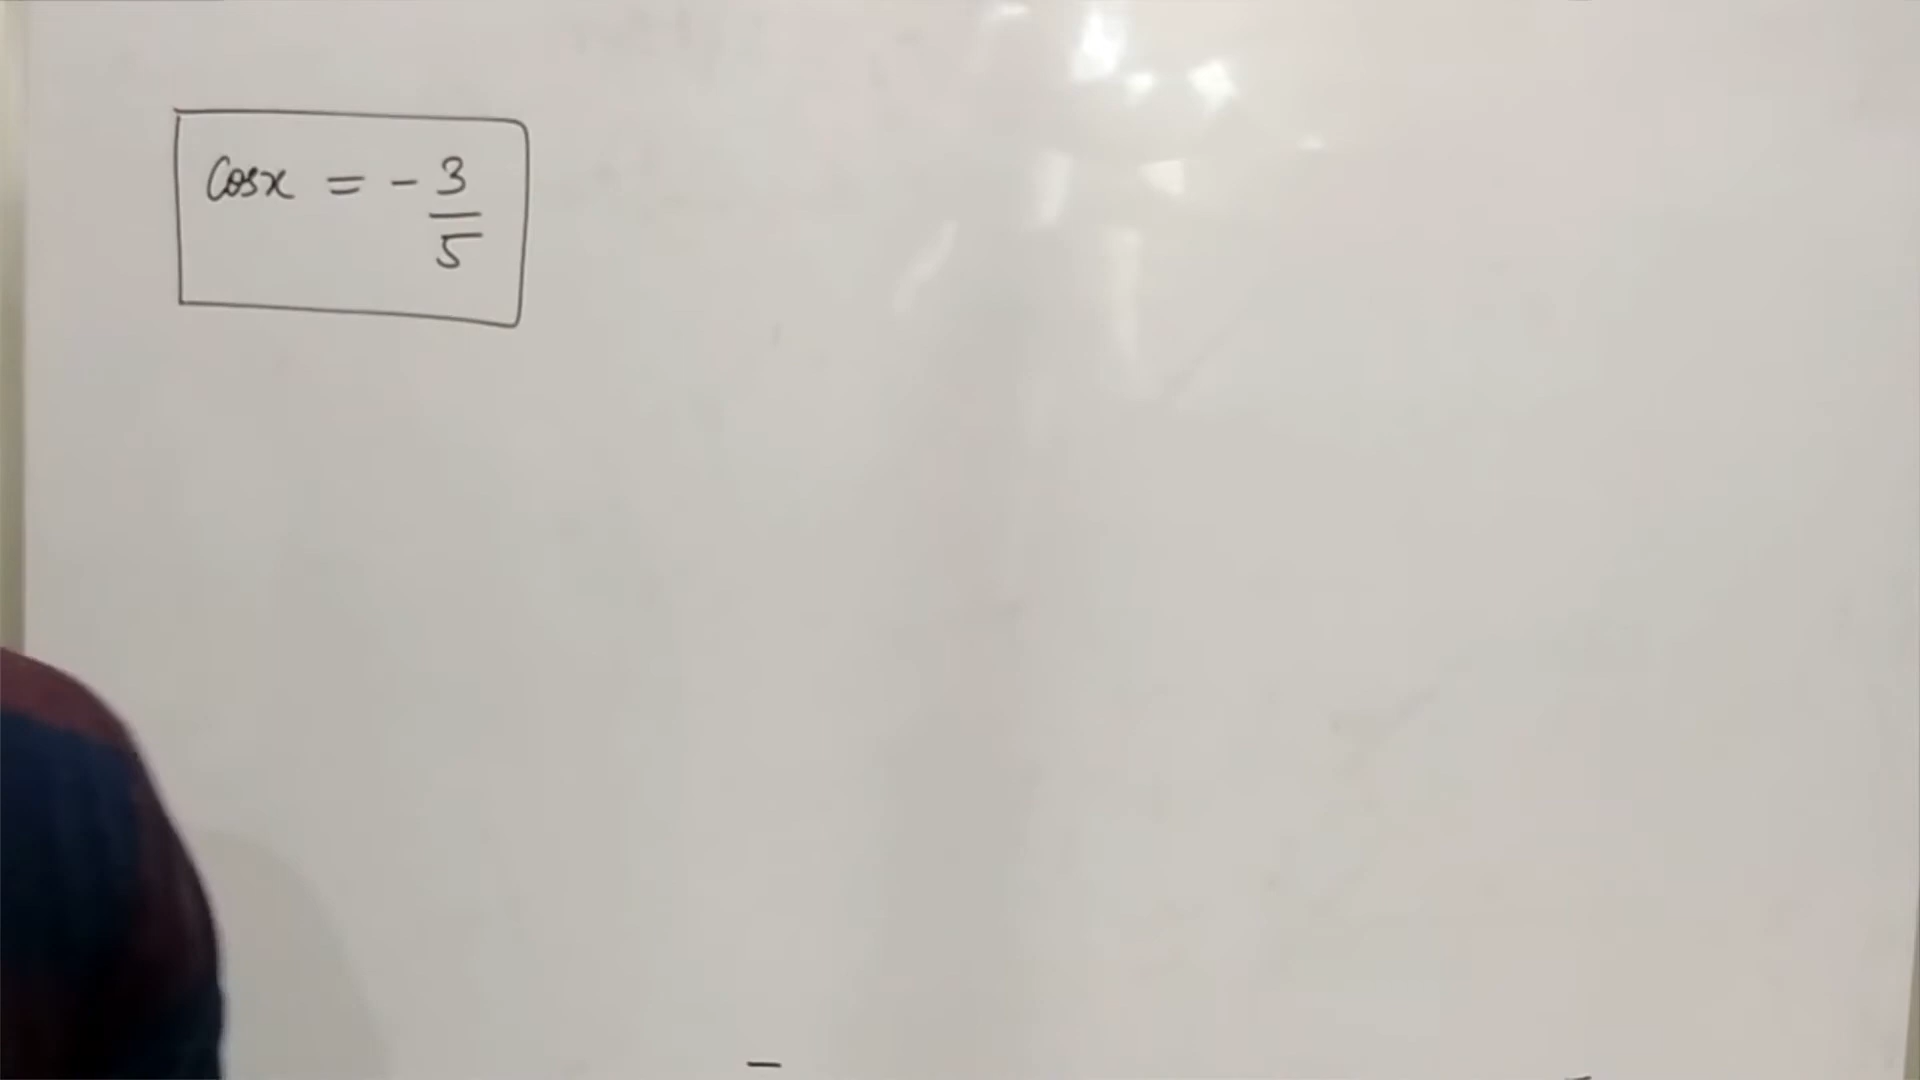 Cosx = - 3/5